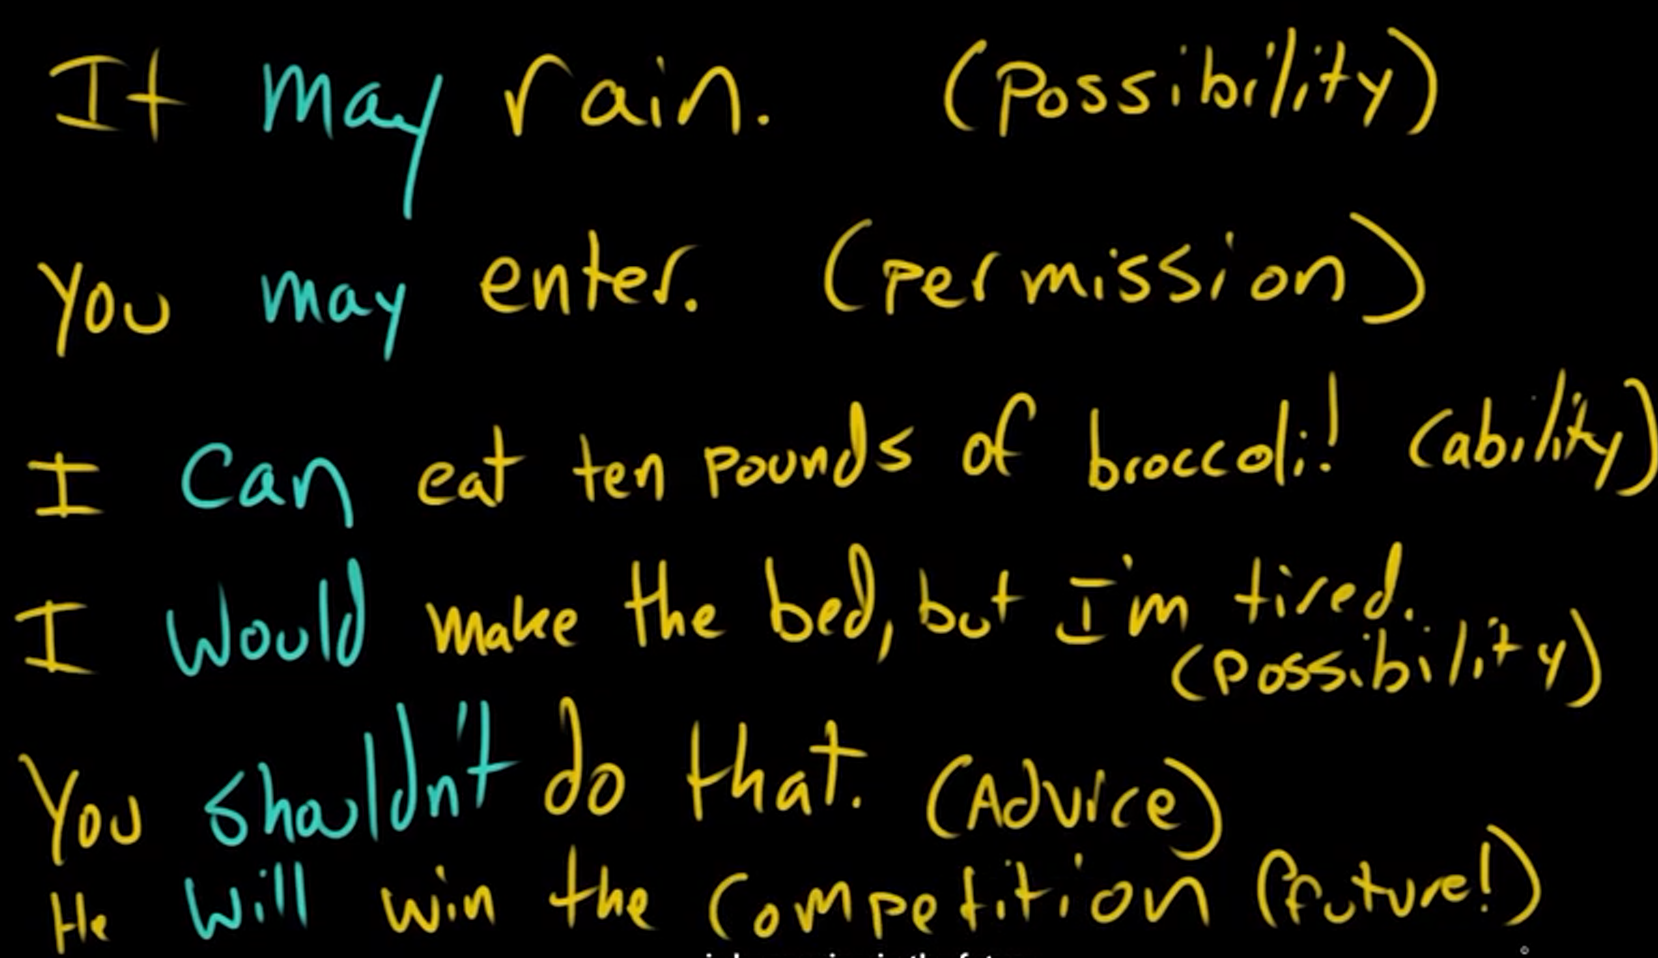 It may rain. (possibility)
You may enter. (permission)
I can eat ten pounds of broccoli! (ability)
I would make the bed, but I'm tired.
(possibility)
You shouldn't do that. (Advice)
He will win the competition (future!)